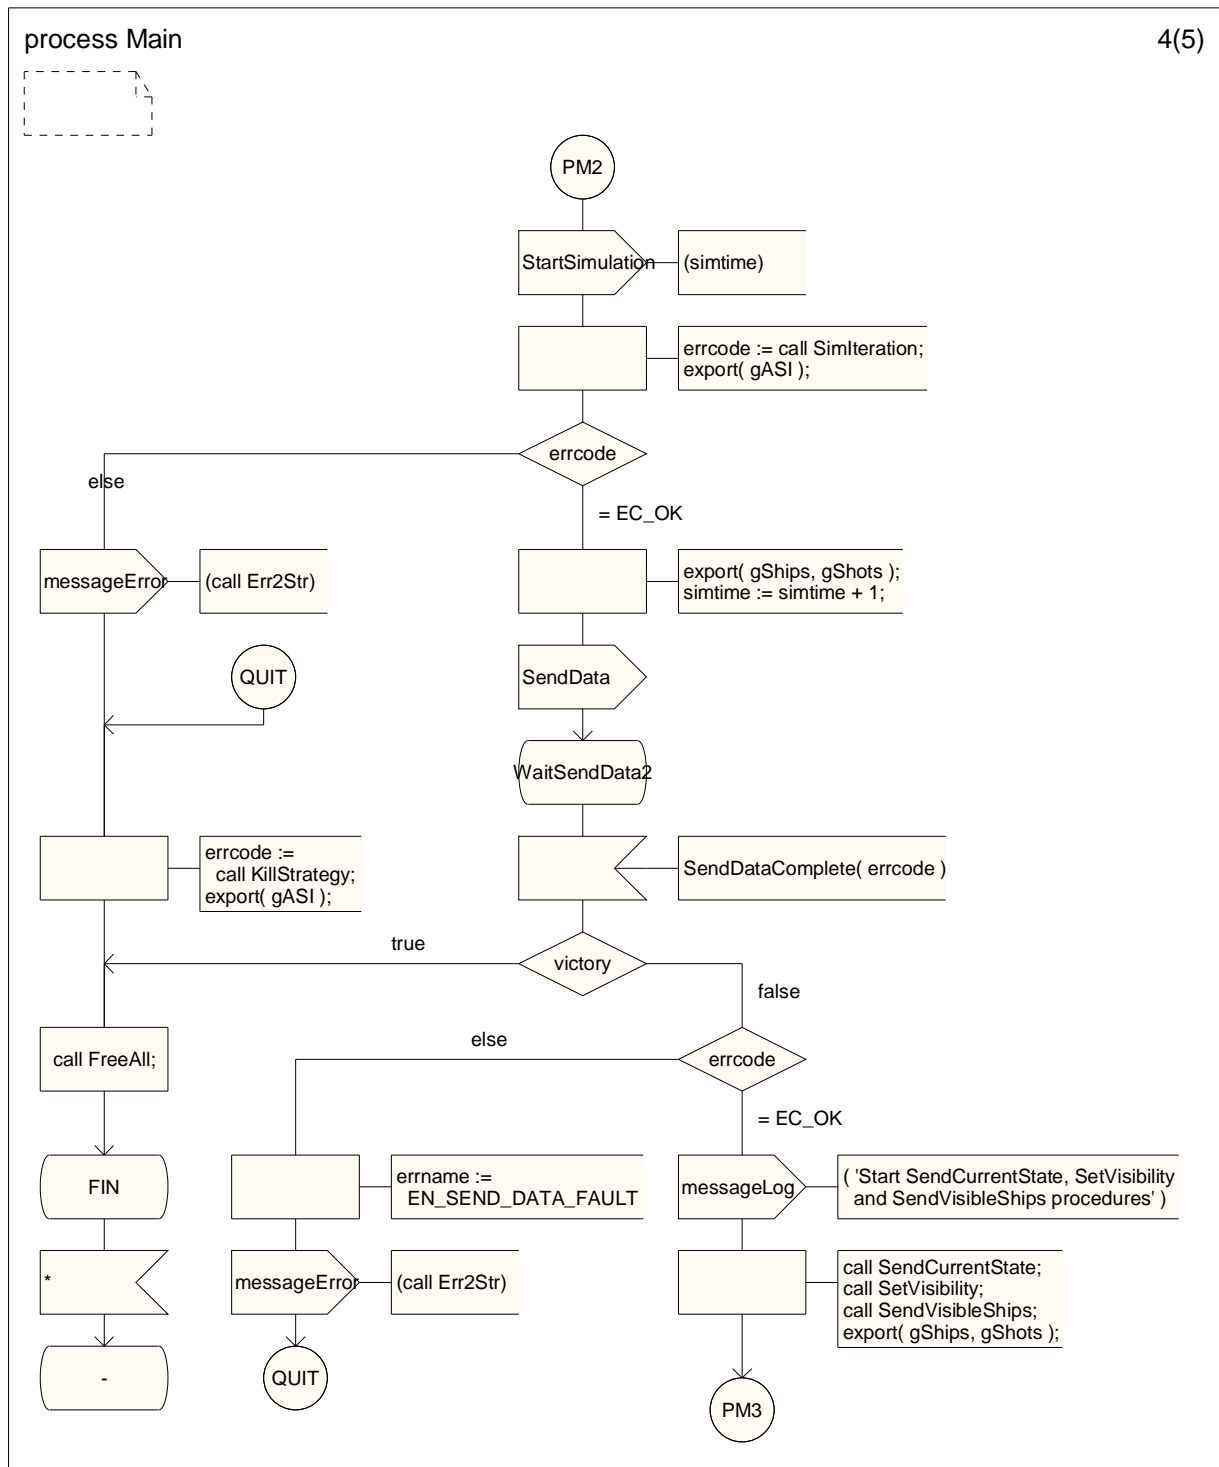 process Main
4(5)
PM2
StartSimulation
(simtime)
errcode := call SimIteration;
export( gASI );
errcode
else
= EC_OK
messageError
(call Err2Str)
export( gShips, gShots );
simtime := simtime + 1;
QUIT
SendData
WaitSendData2
errcode :=
call KillStrategy;
export( gASI );
SendDataComplete( errcode )
true
victory
false
call FreeAll;
else
errcode
= EC_OK
FIN
errname :=
EN_SEND_DATA_FAULT
messageLog
( 'Start SendCurrentState, SetVisibility
and SendVisibleShips procedures' )
*
messageError
(call Err2Str)
call SendCurrentState;
call SetVisibility;
call SendVisibleShips;
export( gShips, gShots );
-
QUIT
PM3